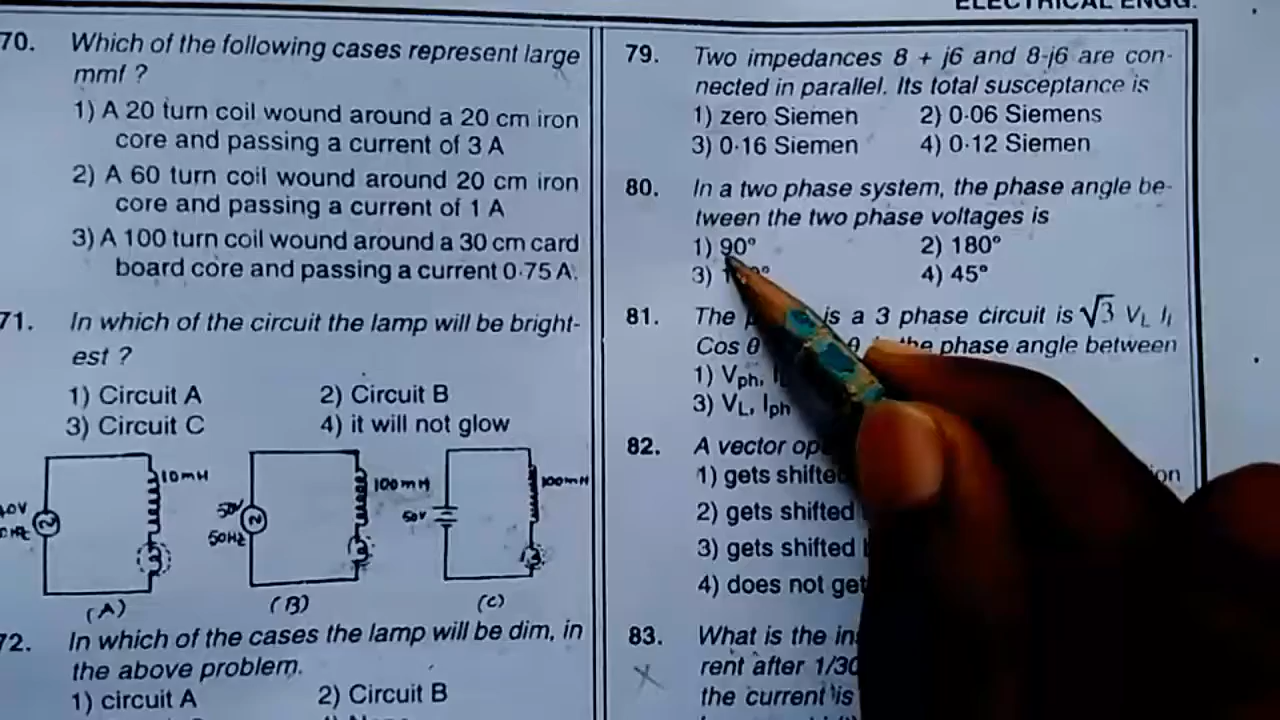 ELECTRICAL ENGG.
70. Which of the following cases represent large
mmf ?
1) A 20 turn coil wound around a 20 cm iron
core and passing a current of 3 A
2) A 60 turn coil wound around 20 cm iron
core and passing a current of 1 A
3) A 100 turn coil wound around a 30 cm card
board core and passing a current 0·75 A.
71. In which of the circuit the lamp will be bright-
est ?
1) Circuit A 2) Circuit B
3) Circuit C 4) it will not glow
10mH
(A)
50V
50Hz
100mH
(B)
50V
100mH
(C)
72. In which of the cases the lamp will be dim, in
the above problem.
1) circuit A 2) Circuit B
79. Two impedances 8 + j6 and 8-j6 are con-
nected in parallel. Its total susceptance is
1) zero Siemen 2) 0·06 Siemens
3) 0·16 Siemen 4) 0·12 Siemen
80. In a two phase system, the phase angle be-
tween the two phase voltages is
1) 90° 2) 180°
3) 4) 45°
81. The is a 3 phase circuit is √3 VL
Cos θ the phase angle between
1) Vph,
3) VL, Iph
82. A vector
1) gets shifted
2) gets shifted
3) gets shifted
4) does not get
83. What is the
rent after
the current is